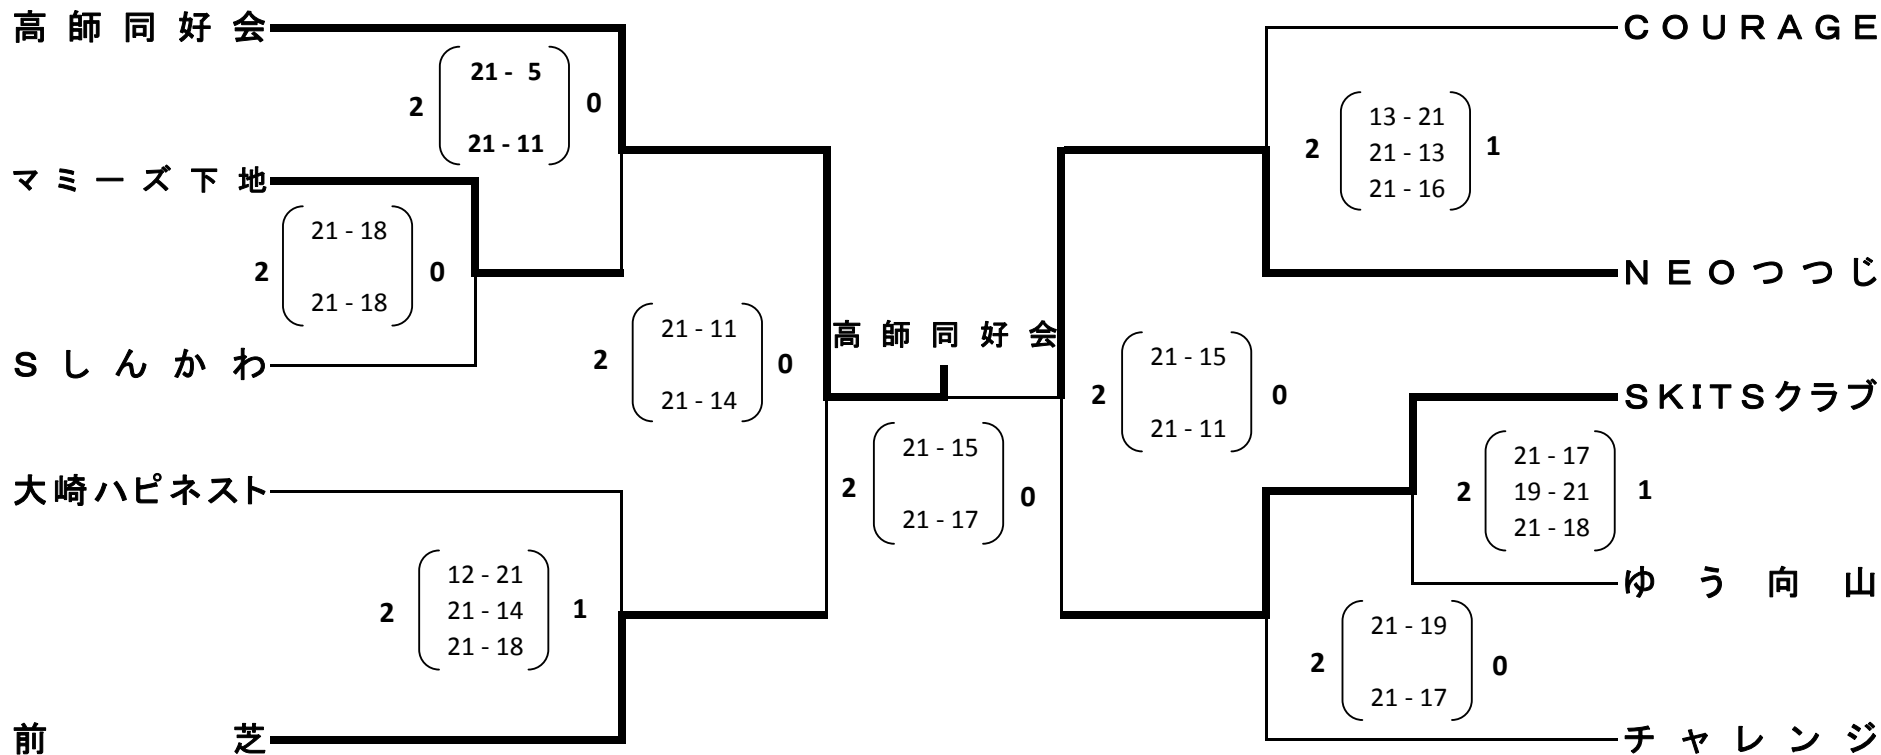 高師同好会
21 - 5
2 0
21 - 11
マミーズ下地
21 - 18
2 0
21 - 18
Sしんかわ
21 - 11
2 0
21 - 14
大崎ハピネスト
12 - 21
2 21 - 14 1
21 - 18
前芝
高師同好会
21 - 15
2 0
21 - 17
COURAGE
13 - 21
2 21 - 13 1
21 - 16
NEOつつじ
21 - 15
2 0
21 - 11
SKITSクラブ
21 - 17
2 19 - 21 1
21 - 18
ゆう向山
21 - 19
2 0
21 - 17
チャレンジ